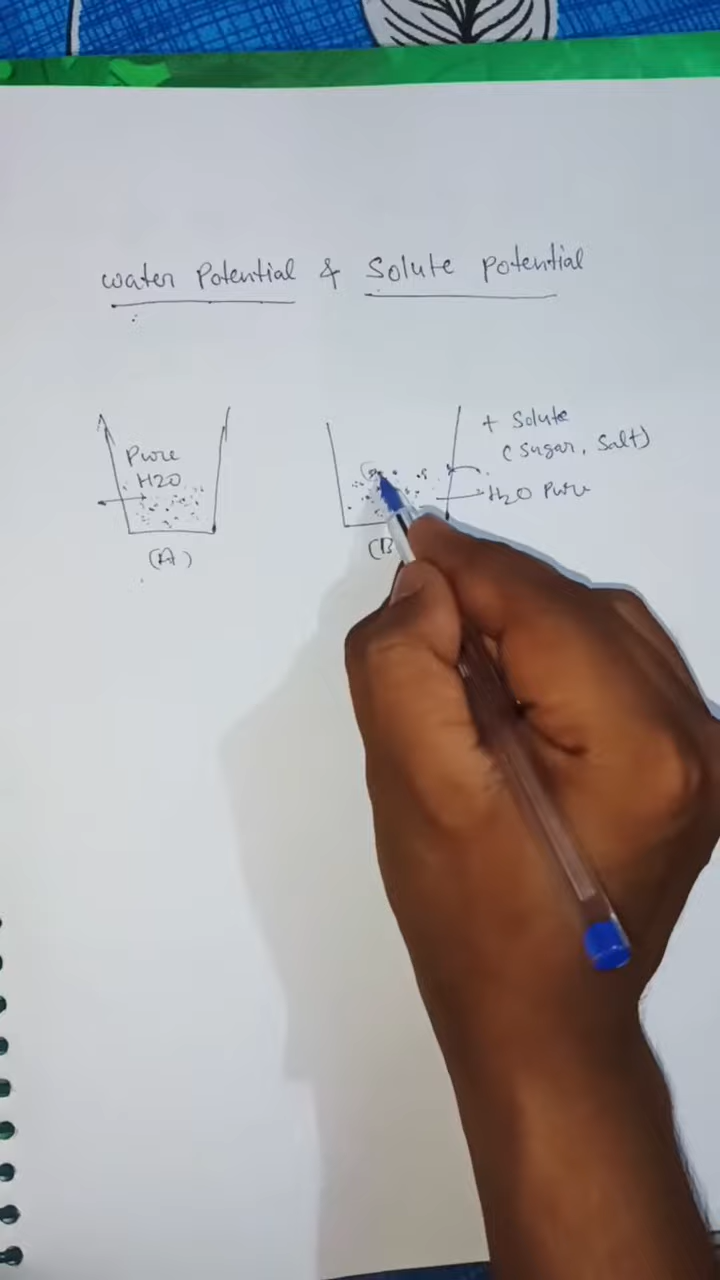 water Potential & Solute potential
Pure
H2O
(A)
+ Solute
(Sugar, Salt)
H2O Pure
(B